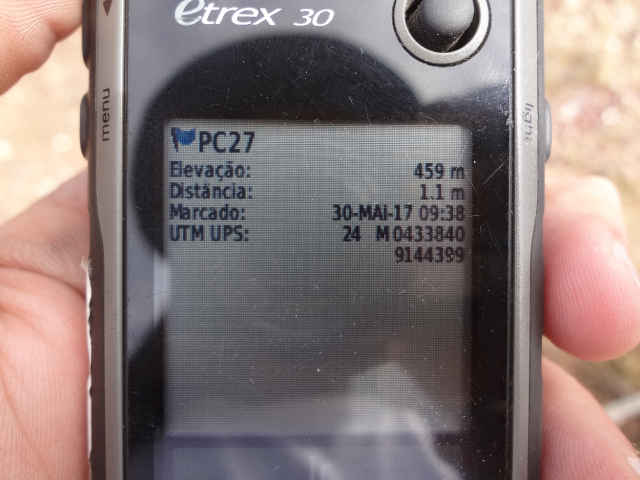 etrex 30
menu
light
PC27
Elevação: 459 m
Distância: 1.1 m
Marcado: 30-MAI-17 09:38
UTM UPS: 24 M 0433840
9144399